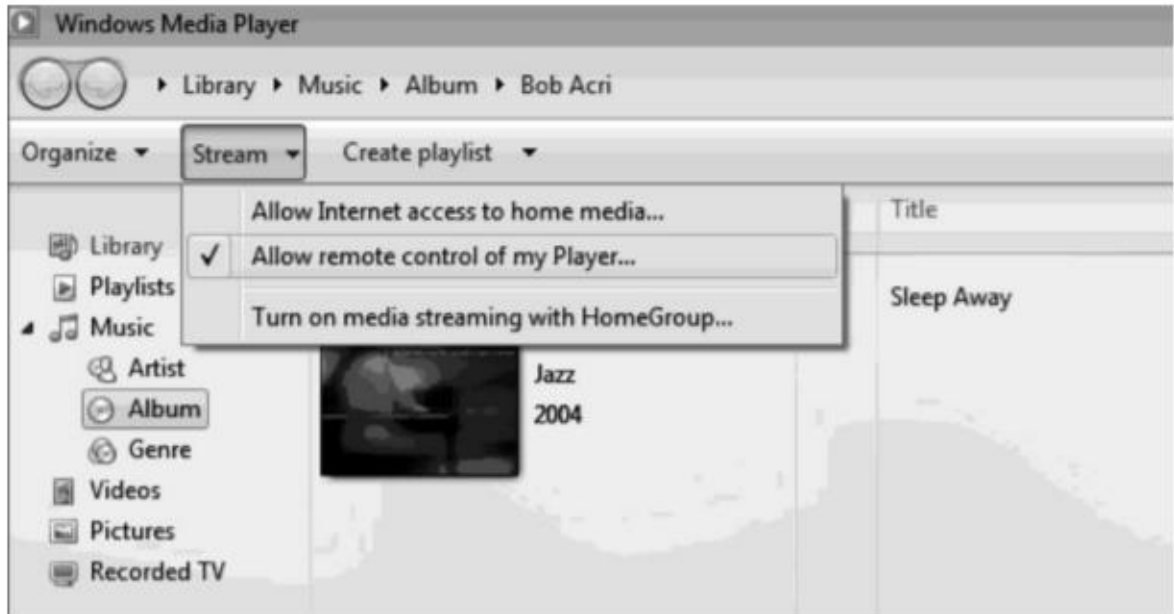 Windows Media Player
Library ▸ Music ▸ Album ▸ Bob Acri
Organize Stream Create playlist
Allow Internet access to home media...
Allow remote control of my Player...
Turn on media streaming with HomeGroup...
Title
Library
Playlists
Music
Artist
Album
Genre
Videos
Pictures
Recorded TV
Jazz
2004
Sleep Away